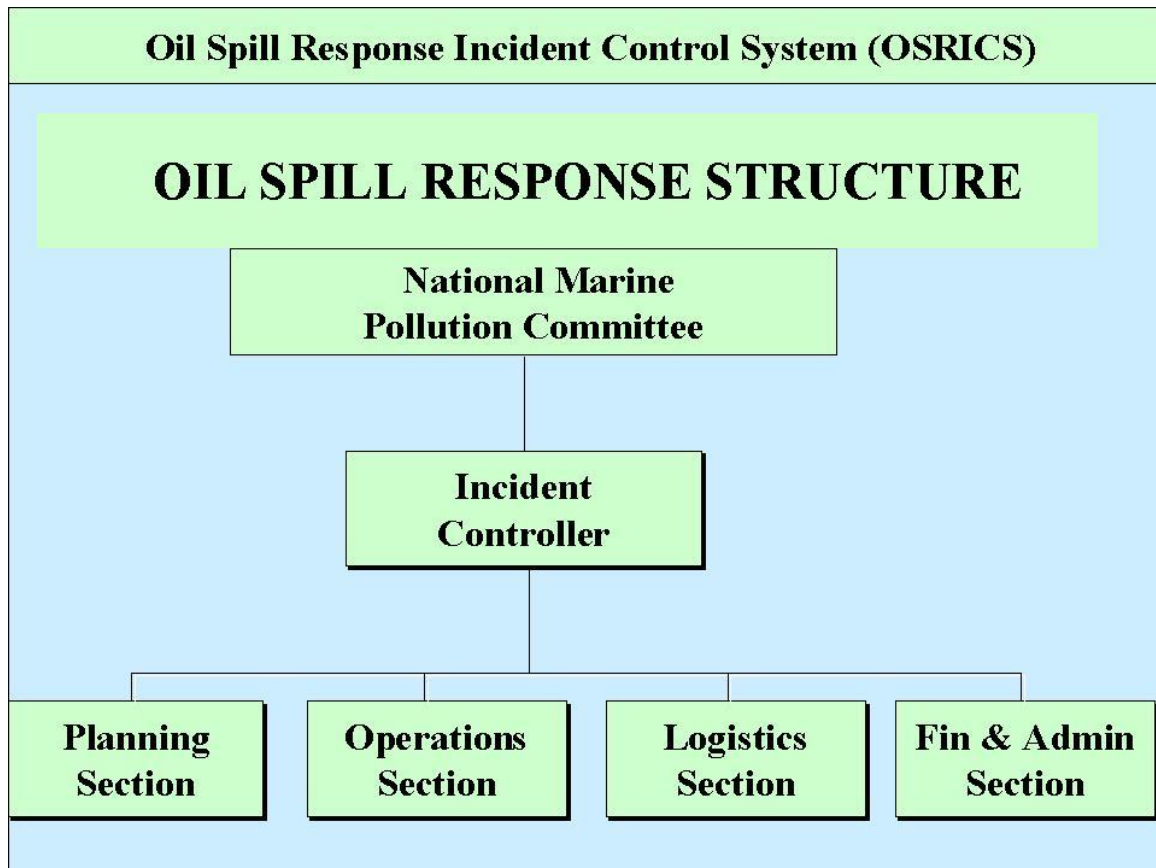 Oil Spill Response Incident Control System (OSRICS)
OIL SPILL RESPONSE STRUCTURE
National Marine
Pollution Committee
Incident
Controller
Planning
Section
Operations
Section
Logistics
Section
Fin & Admin
Section